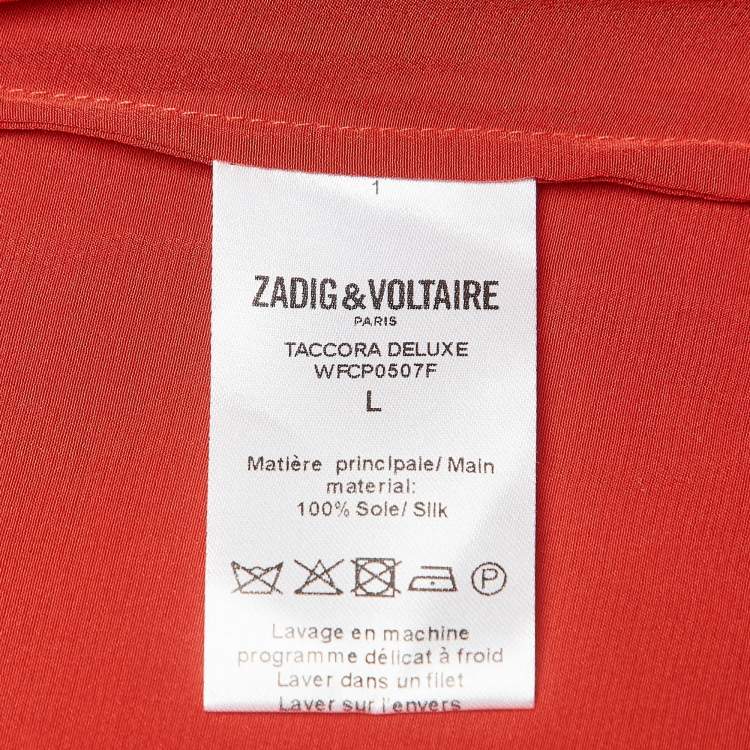 1
ZADIG & VOLTAIRE
PARIS
TACCORA DELUXE
WFCP0507F
L
Matière principale/ Main
material:
100% Soie/ Silk
P
Lavage en machine
programme délicat à froid
Laver dans un filet
Laver sur l'envers